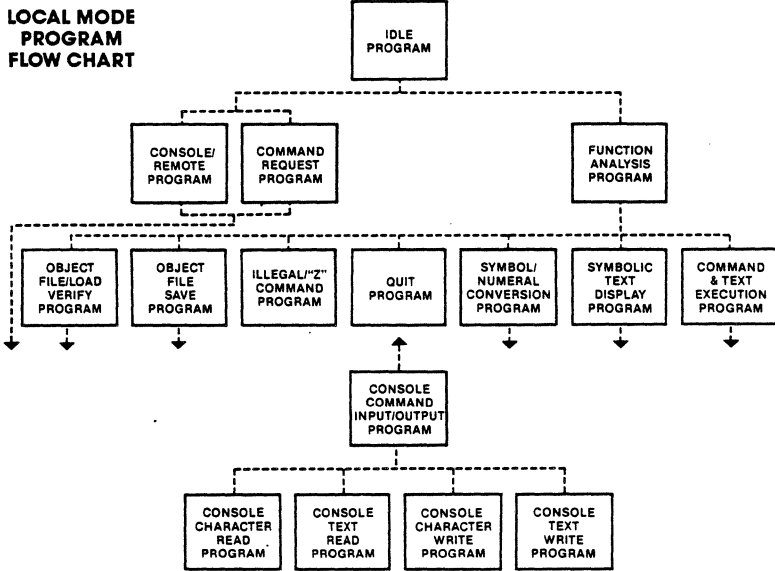 LOCAL MODE
PROGRAM
FLOW CHART
IDLE
PROGRAM
CONSOLE/
REMOTE
PROGRAM
COMMAND
REQUEST
PROGRAM
FUNCTION
ANALYSIS
PROGRAM
OBJECT
FILE/LOAD
VERIFY
PROGRAM
OBJECT
FILE
SAVE
PROGRAM
ILLEGAL/"Z"
COMMAND
PROGRAM
QUIT
PROGRAM
SYMBOL/
NUMERAL
CONVERSION
PROGRAM
SYMBOLIC
TEXT
DISPLAY
PROGRAM
COMMAND
& TEXT
EXECUTION
PROGRAM
CONSOLE
COMMAND
INPUT/OUTPUT
PROGRAM
CONSOLE
CHARACTER
READ
PROGRAM
CONSOLE
TEXT
READ
PROGRAM
CONSOLE
CHARACTER
WRITE
PROGRAM
CONSOLE
TEXT
WRITE
PROGRAM